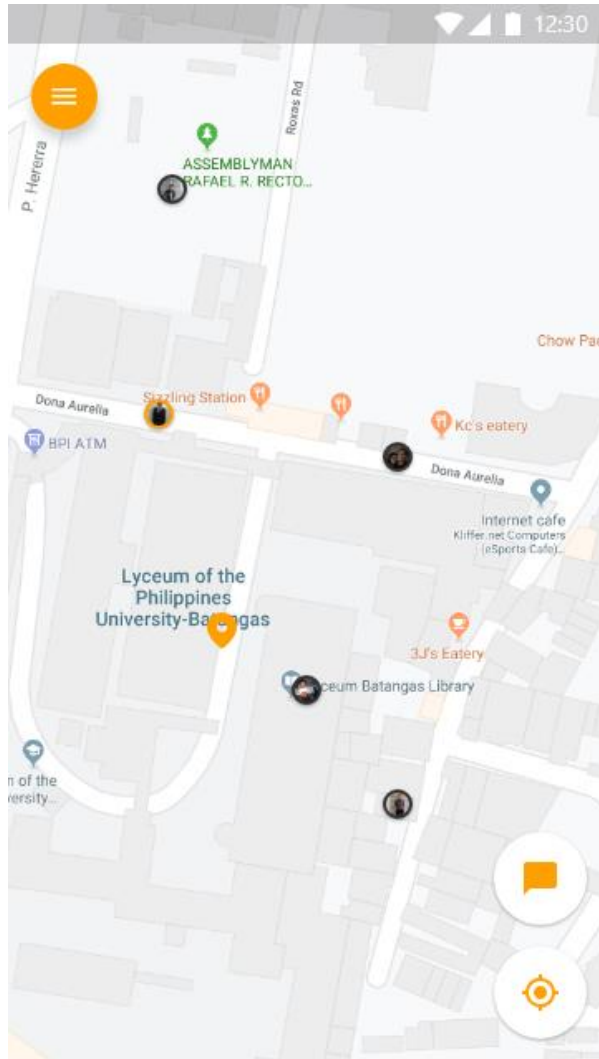 12:30
Roxas Rd
P. Hererra
ASSEMBLYMAN
RAFAEL R. RECTO...
Chow Pa
Sizzling Station
Dona Aurelia
Kc's eatery
BPI ATM
Dona Aurelia
Internet cafe
Kliffer.net Computers
(eSports Cafe)...
Lyceum of the
Philippines
University-Batangas
3J's Eatery
ceum Batangas Library
n of the
versity...